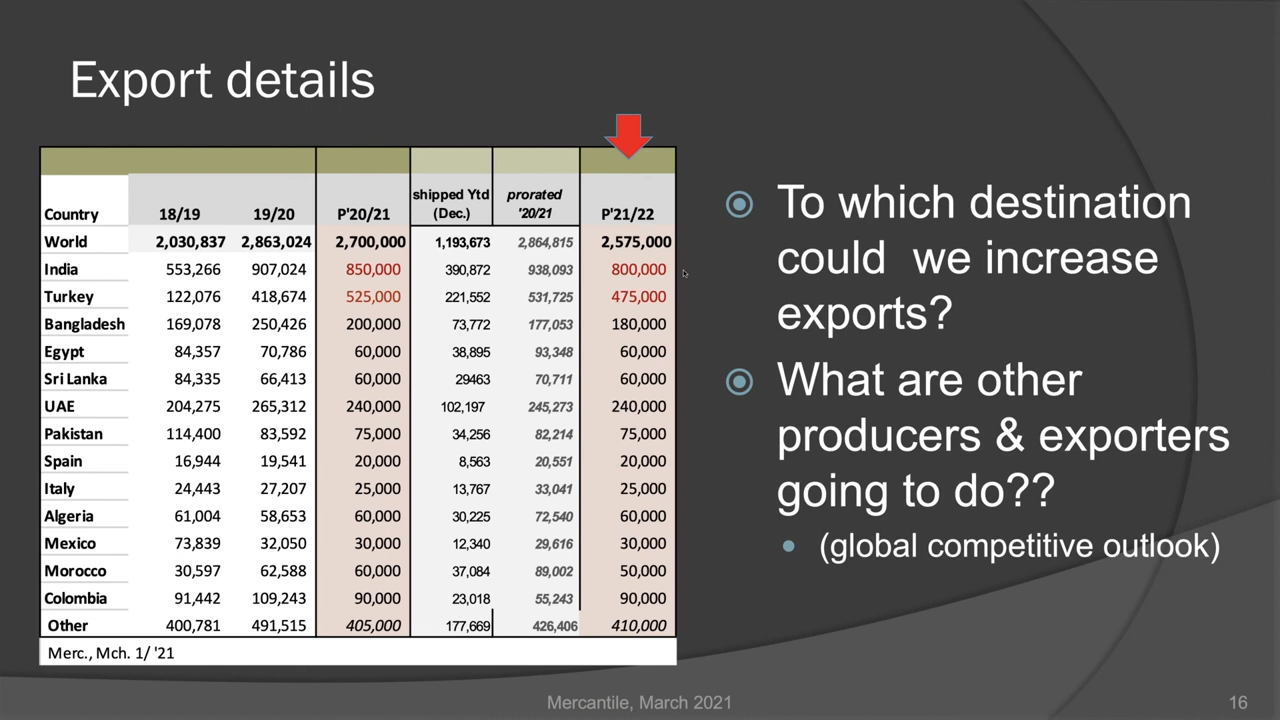 Export details
Country 18/19 19/20 P'20/21 shipped Ytd (Dec.) prorated '20/21 P'21/22
World 2,030,837 2,863,024 2,700,000 1,193,673 2,864,815 2,575,000
India 553,266 907,024 850,000 390,872 938,093 800,000
Turkey 122,076 418,674 525,000 221,552 531,725 475,000
Bangladesh 169,078 250,426 200,000 73,772 177,053 180,000
Egypt 84,357 70,786 60,000 38,895 93,348 60,000
Sri Lanka 84,335 66,413 60,000 29463 70,711 60,000
UAE 204,275 265,312 240,000 102,197 245,273 240,000
Pakistan 114,400 83,592 75,000 34,256 82,214 75,000
Spain 16,944 19,541 20,000 8,563 20,551 20,000
Italy 24,443 27,207 25,000 13,767 33,041 25,000
Algeria 61,004 58,653 60,000 30,225 72,540 60,000
Mexico 73,839 32,050 30,000 12,340 29,616 30,000
Morocco 30,597 62,588 60,000 37,084 89,002 50,000
Colombia 91,442 109,243 90,000 23,018 55,243 90,000
Other 400,781 491,515 405,000 177,669 426,406 410,000
Merc., Mch. 1/ '21
To which destination
could we increase
exports?
What are other
producers & exporters
going to do??
(global competitive outlook)
Mercantile, March 2021
16